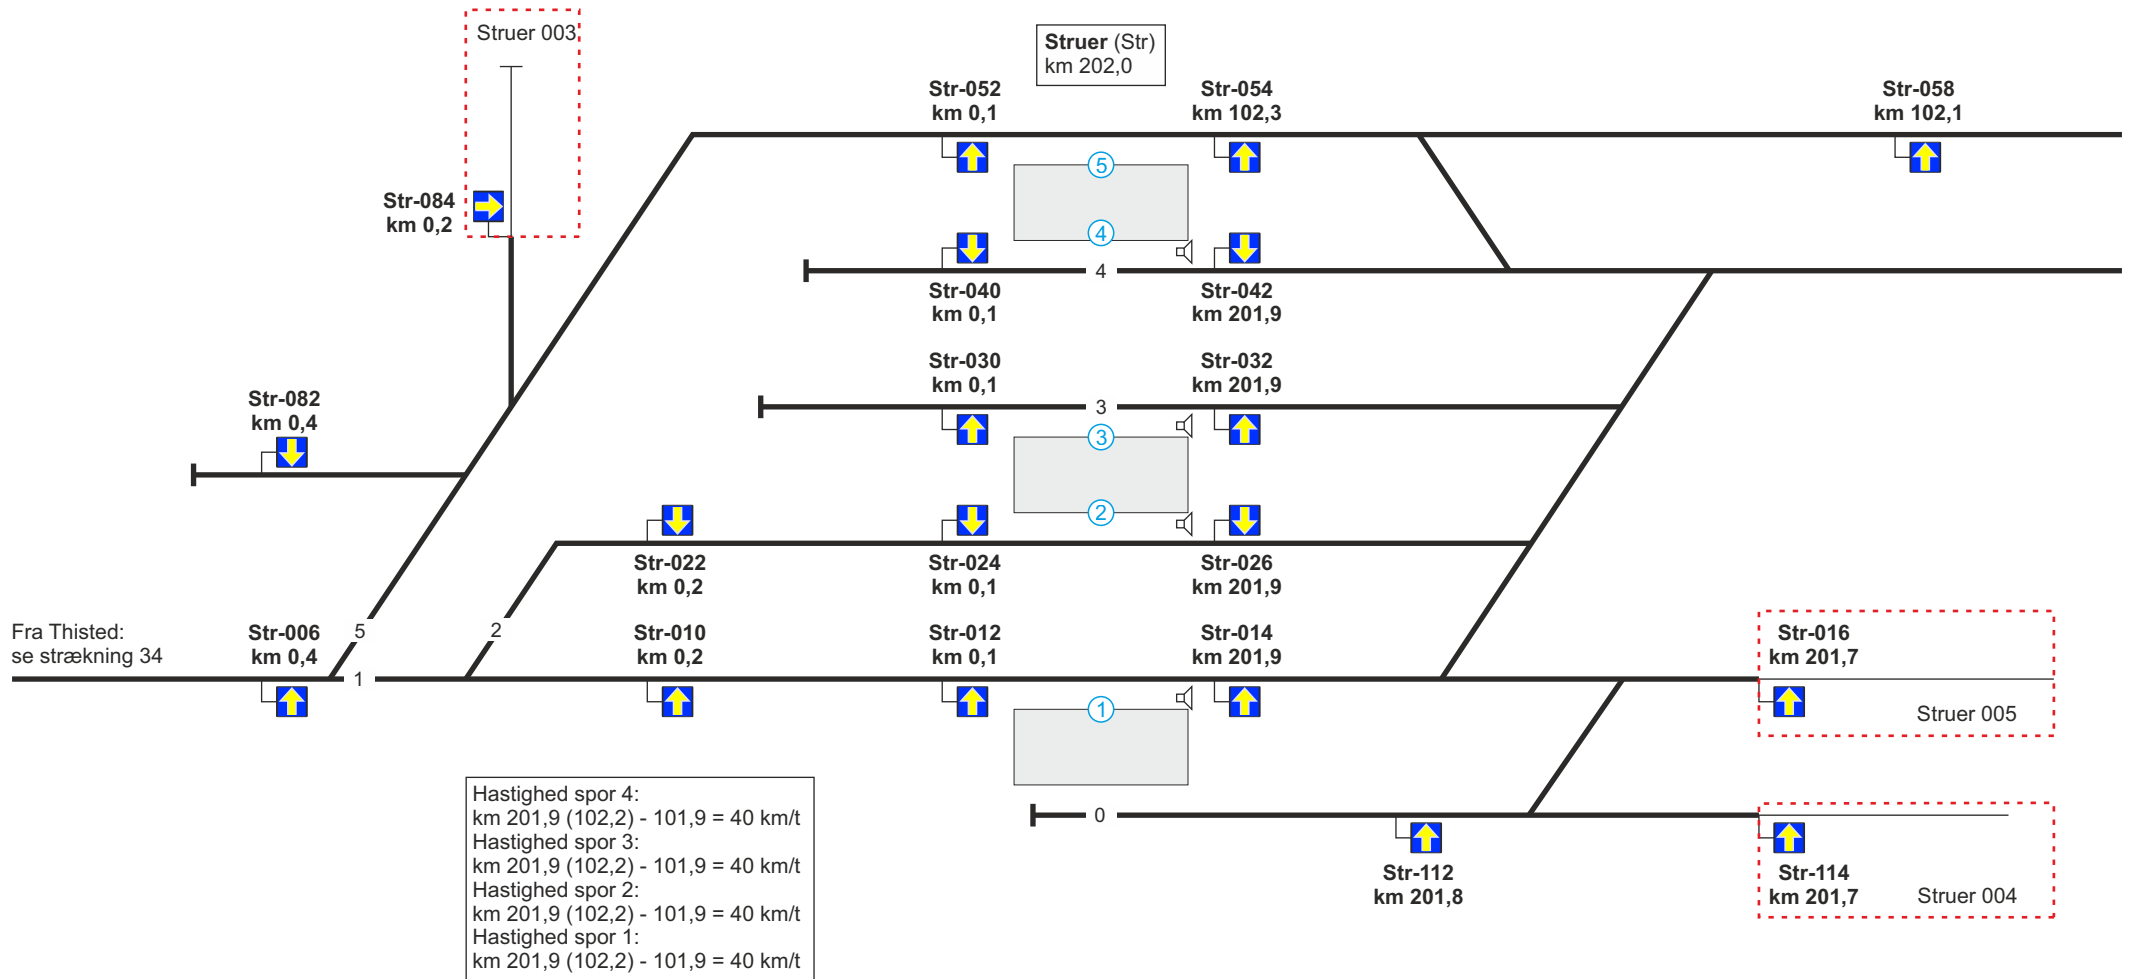 Struer 003
Struer (Str)
km 202,0
Str-052
km 0,1
Str-054
km 102,3
Str-058
km 102,1
5
Str-084
km 0,2
4
4
Str-040
km 0,1
Str-042
km 201,9
Str-030
km 0,1
Str-032
km 201,9
Str-082
km 0,4
3
3
2
Str-022
km 0,2
Str-024
km 0,1
Str-026
km 201,9
Fra Thisted:
se strækning 34
Str-006
km 0,4
5
2
Str-010
km 0,2
Str-012
km 0,1
Str-014
km 201,9
Str-016
km 201,7
1
1
Struer 005
Hastighed spor 4:
km 201,9 (102,2) - 101,9 = 40 km/t
Hastighed spor 3:
km 201,9 (102,2) - 101,9 = 40 km/t
Hastighed spor 2:
km 201,9 (102,2) - 101,9 = 40 km/t
Hastighed spor 1:
km 201,9 (102,2) - 101,9 = 40 km/t
0
Str-112
km 201,8
Str-114
km 201,7
Struer 004